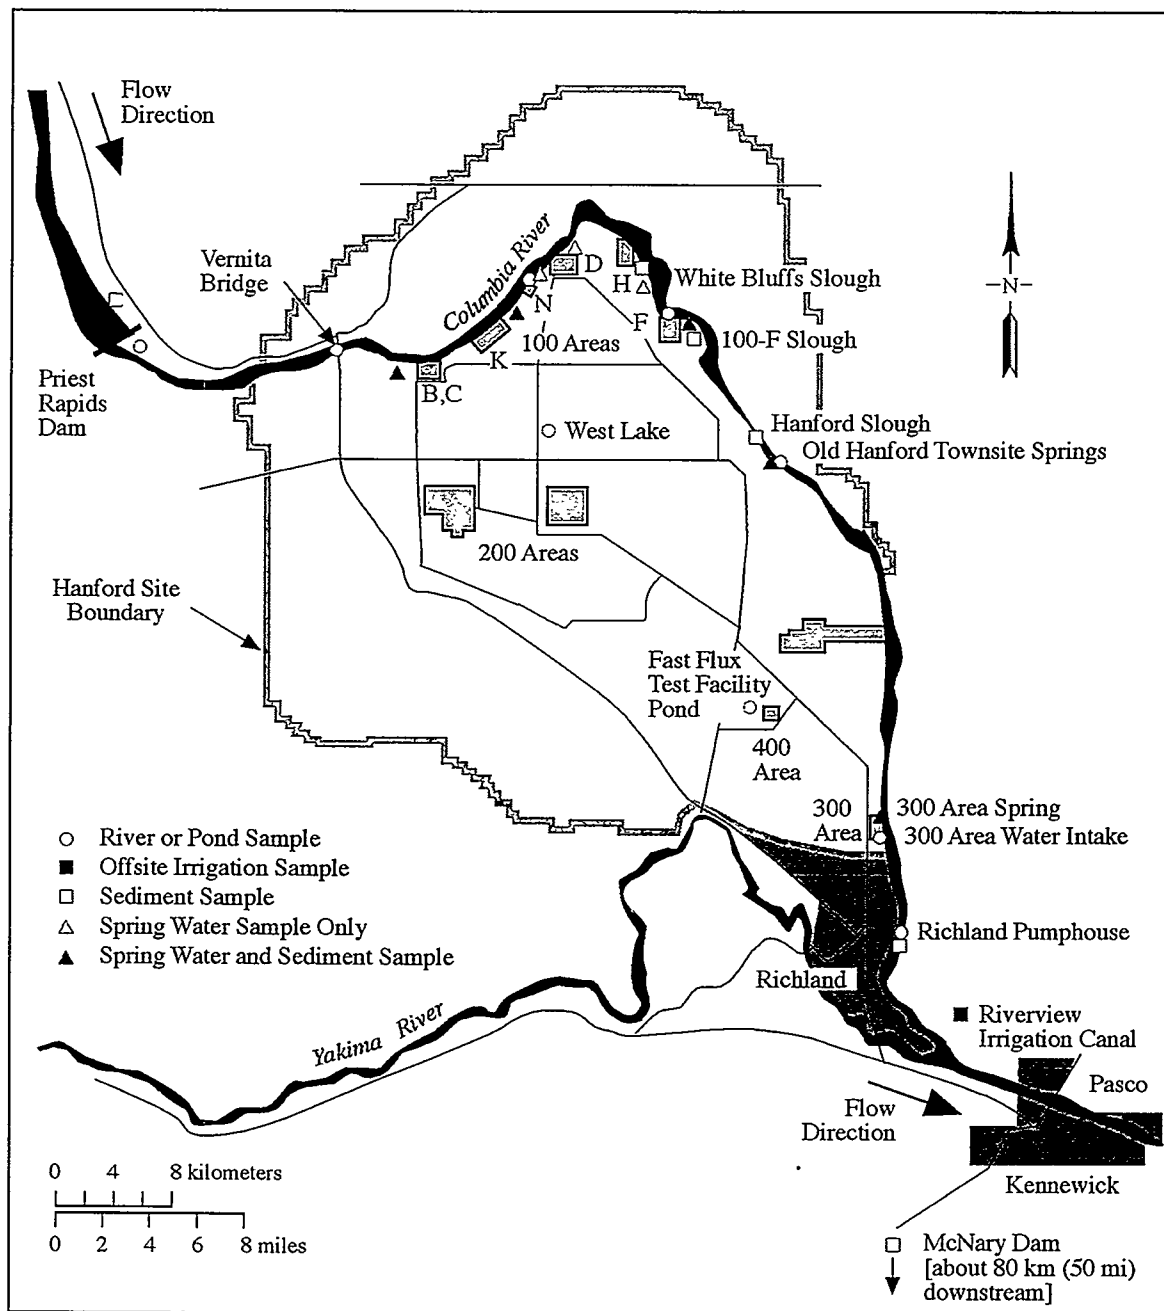 Flow
Direction
Vernita
Bridge
Columbia River
D
H
White Bluffs Slough
N
F
100 Areas
100-F Slough
K
B,C
Priest
Rapids
Dam
-N-
West Lake
Hanford Slough
Old Hanford Townsite Springs
200 Areas
Hanford Site
Boundary
Fast Flux
Test Facility
Pond
400
Area
300
Area
300 Area Spring
300 Area Water Intake
River or Pond Sample
Offsite Irrigation Sample
Sediment Sample
Spring Water Sample Only
Spring Water and Sediment Sample
Richland Pumphouse
Richland
Riverview
Irrigation Canal
Yakima River
Pasco
Flow
Direction
Kennewick
0 4 8 kilometers
0 2 4 6 8 miles
McNary Dam
[about 80 km (50 mi)
downstream]